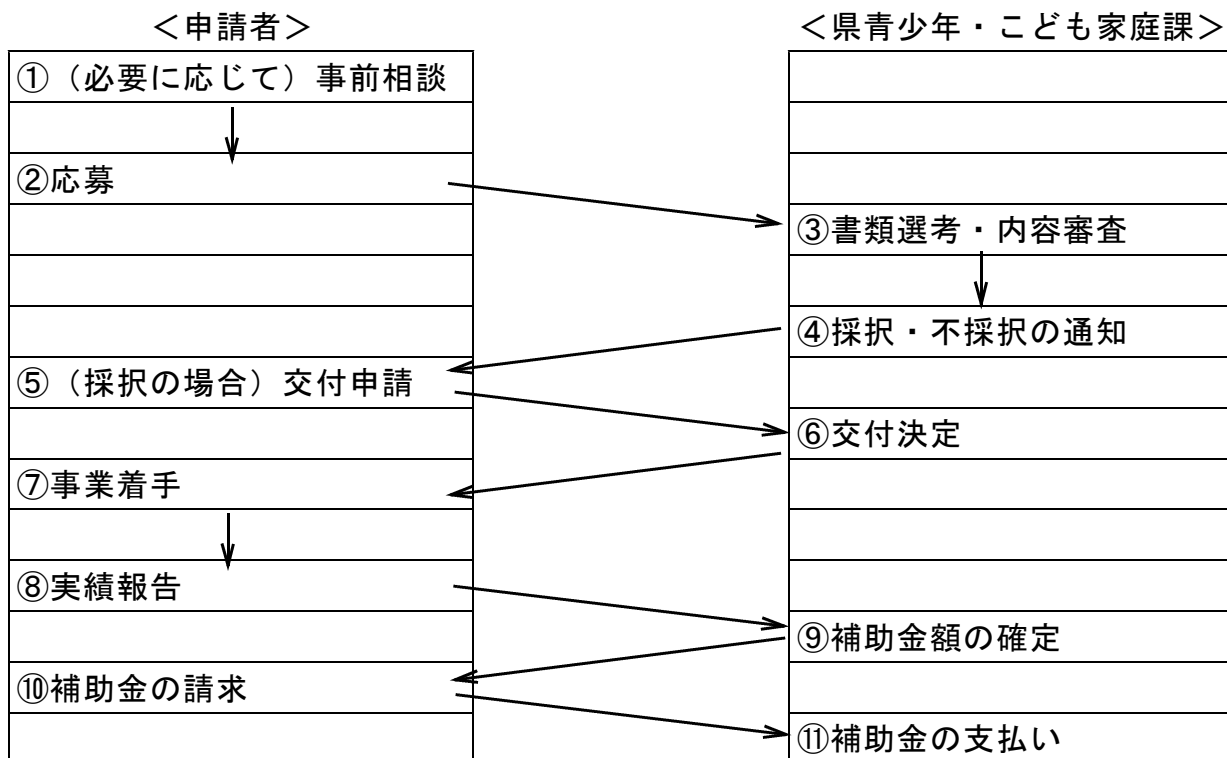 ＜申請者＞
＜県青少年・こども家庭課＞
①（必要に応じて）事前相談
②応募
③書類選考・内容審査
④採択・不採択の通知
⑤（採択の場合）交付申請
⑥交付決定
⑦事業着手
⑧実績報告
⑨補助金額の確定
⑩補助金の請求
⑪補助金の支払い